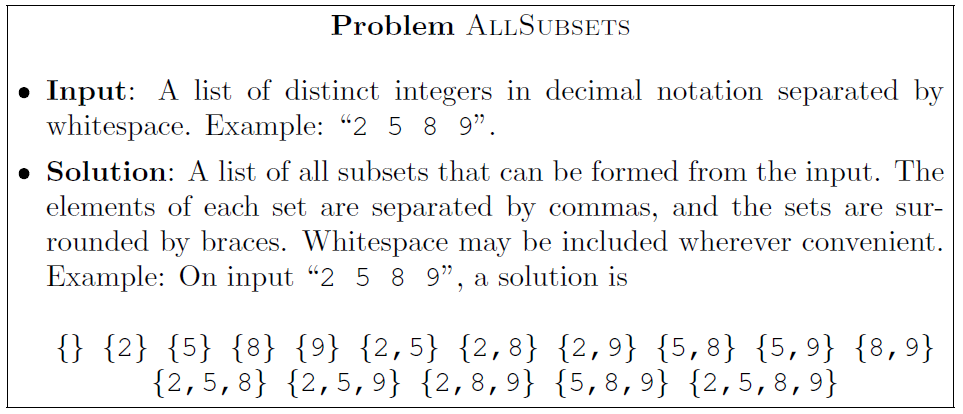 Problem ALLSUBSETS
• Input: A list of distinct integers in decimal notation separated by
whitespace. Example: “2 5 8 9”.
• Solution: A list of all subsets that can be formed from the input. The
elements of each set are separated by commas, and the sets are sur-
rounded by braces. Whitespace may be included wherever convenient.
Example: On input “2 5 8 9”, a solution is
{} {2} {5} {8} {9} {2,5} {2,8} {2,9} {5,8} {5,9} {8,9}
{2,5,8} {2,5,9} {2,8,9} {5,8,9} {2,5,8,9}